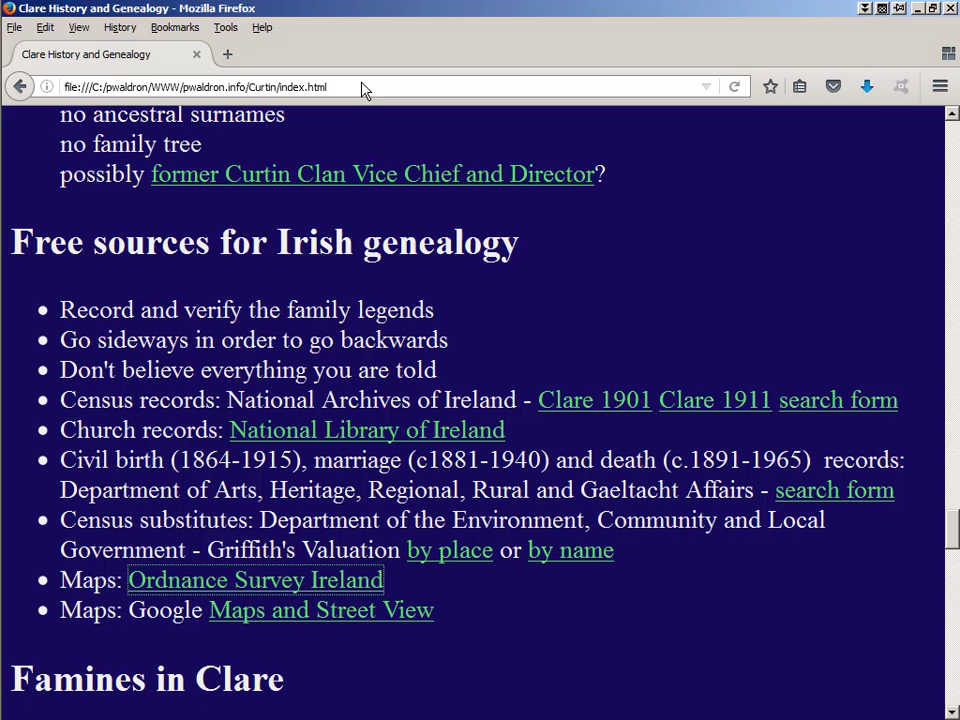 Clare History and Genealogy - Mozilla Firefox
File Edit View History Bookmarks Tools Help
Clare History and Genealogy
file:///C:/pwaldron/WWW/pwaldron.info/Curtin/index.html
no ancestral surnames
no family tree
possibly former Curtin Clan Vice Chief and Director?
Free sources for Irish genealogy
Record and verify the family legends
Go sideways in order to go backwards
Don't believe everything you are told
Census records: National Archives of Ireland - Clare 1901 Clare 1911 search form
Church records: National Library of Ireland
Civil birth (1864-1915), marriage (c1881-1940) and death (c.1891-1965) records:
Department of Arts, Heritage, Regional, Rural and Gaeltacht Affairs - search form
Census substitutes: Department of the Environment, Community and Local
Government - Griffith's Valuation by place or by name
Maps: Ordnance Survey Ireland
Maps: Google Maps and Street View
Famines in Clare